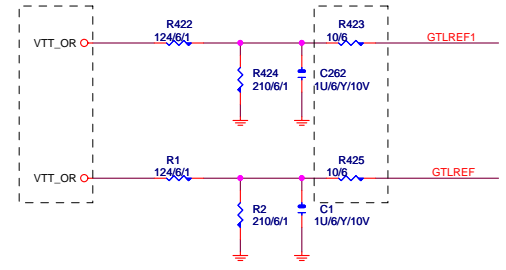 R422
R423
VTT_OR
124/6/1
10/6
GTLREF1
R424
C262
210/6/1
1U/6/Y/10V
R1
R425
VTT_OR
124/6/1
10/6
GTLREF
R2
C1
210/6/1
1U/6/Y/10V